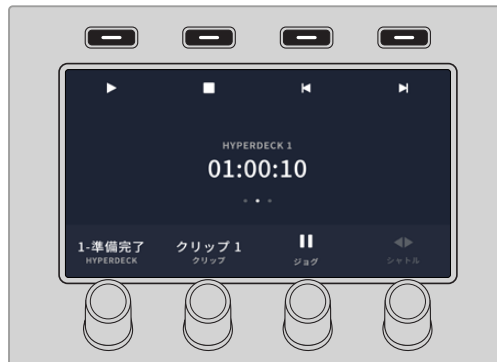 HYPERDECK 1
01:00:10
1-準備完了
HYPERDECK
クリップ 1
クリップ
ジョグ
シャトル